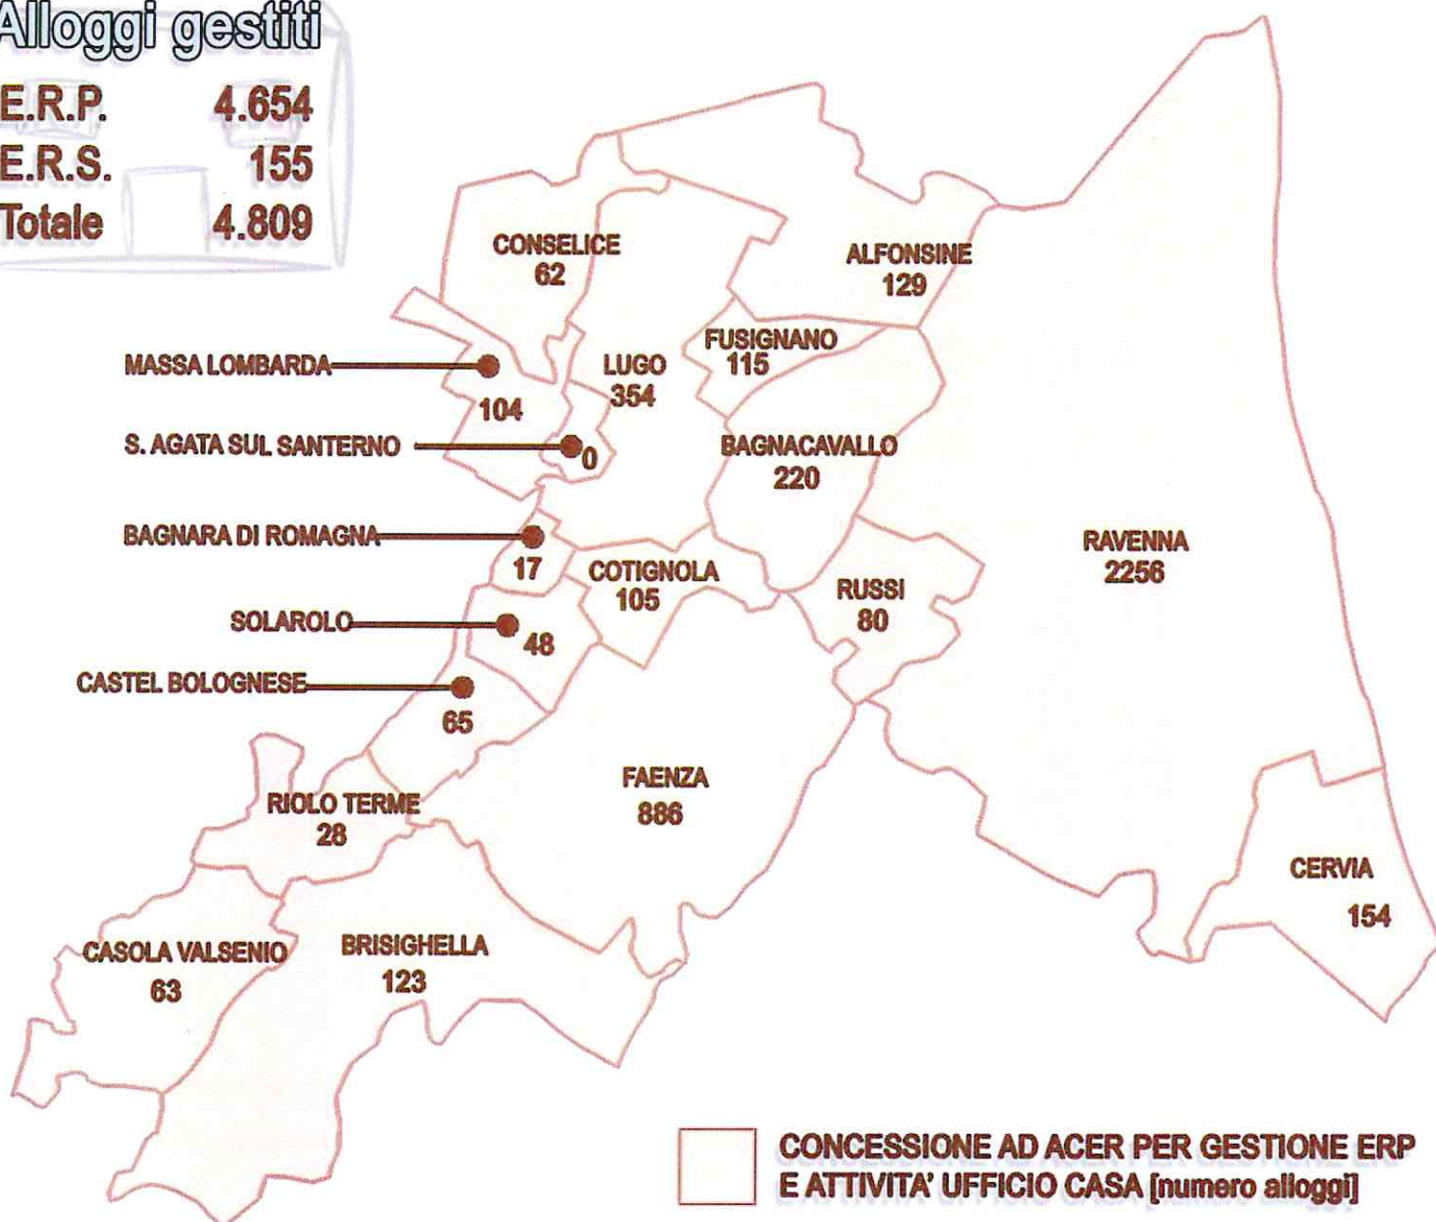 Alloggi gestiti
E.R.P. 4.654
E.R.S. 155
Totale 4.809
CONSELICE
62
ALFONSINE
129
FUSIGNANO
115
MASSA LOMBARDA
104
LUGO
354
S. AGATA SUL SANTERNO
0
BAGNACAVALLO
220
BAGNARA DI ROMAGNA
17
COTIGNOLA
105
RAVENNA
2256
RUSSI
80
SOLAROLO
48
CASTEL BOLOGNESE
65
FAENZA
886
RIOLO TERME
28
CERVIA
154
CASOLA VALSENIO
63
BRISIGHELLA
123
CONCESSIONE AD ACER PER GESTIONE ERP
E ATTIVITA' UFFICIO CASA [numero alloggi]